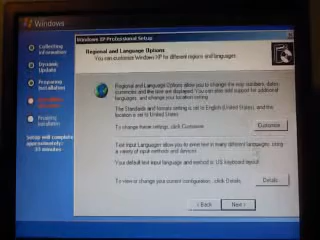 Windows
Windows XP Professional Setup
Regional and Language Options
You can customize Windows XP for different regions and languages.
Collecting
information
Dynamic
Update
Preparing
installation
Finalizing
installation
Setup will complete
approximately:
33 minutes
Regional and Language Options allow you to change the way numbers, dates,
currencies and the time are displayed. You can also add support for additional
languages, and change your location setting.
The Standards and formats setting is set to English (United States), and the
location is set to United States.
To change these settings, click Customize.
Customize...
Text Input Languages allow you to enter text in many different languages, using
a variety of input methods and devices.
Your default text input language and method is: US keyboard layout
To view or change your current configuration, click Details.
Details...
< Back
Next >